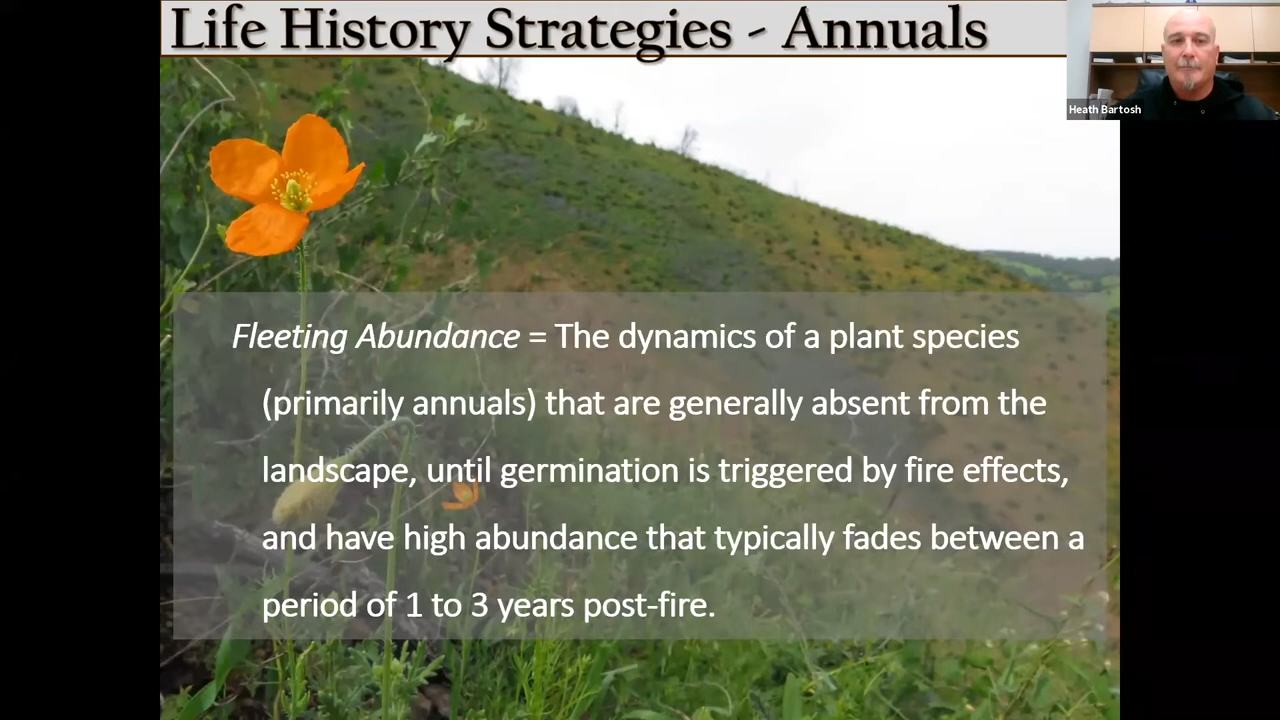 Life History Strategies - Annuals
Heath Bartosh
Fleeting Abundance = The dynamics of a plant species
(primarily annuals) that are generally absent from the
landscape, until germination is triggered by fire effects,
and have high abundance that typically fades between a
period of 1 to 3 years post-fire.